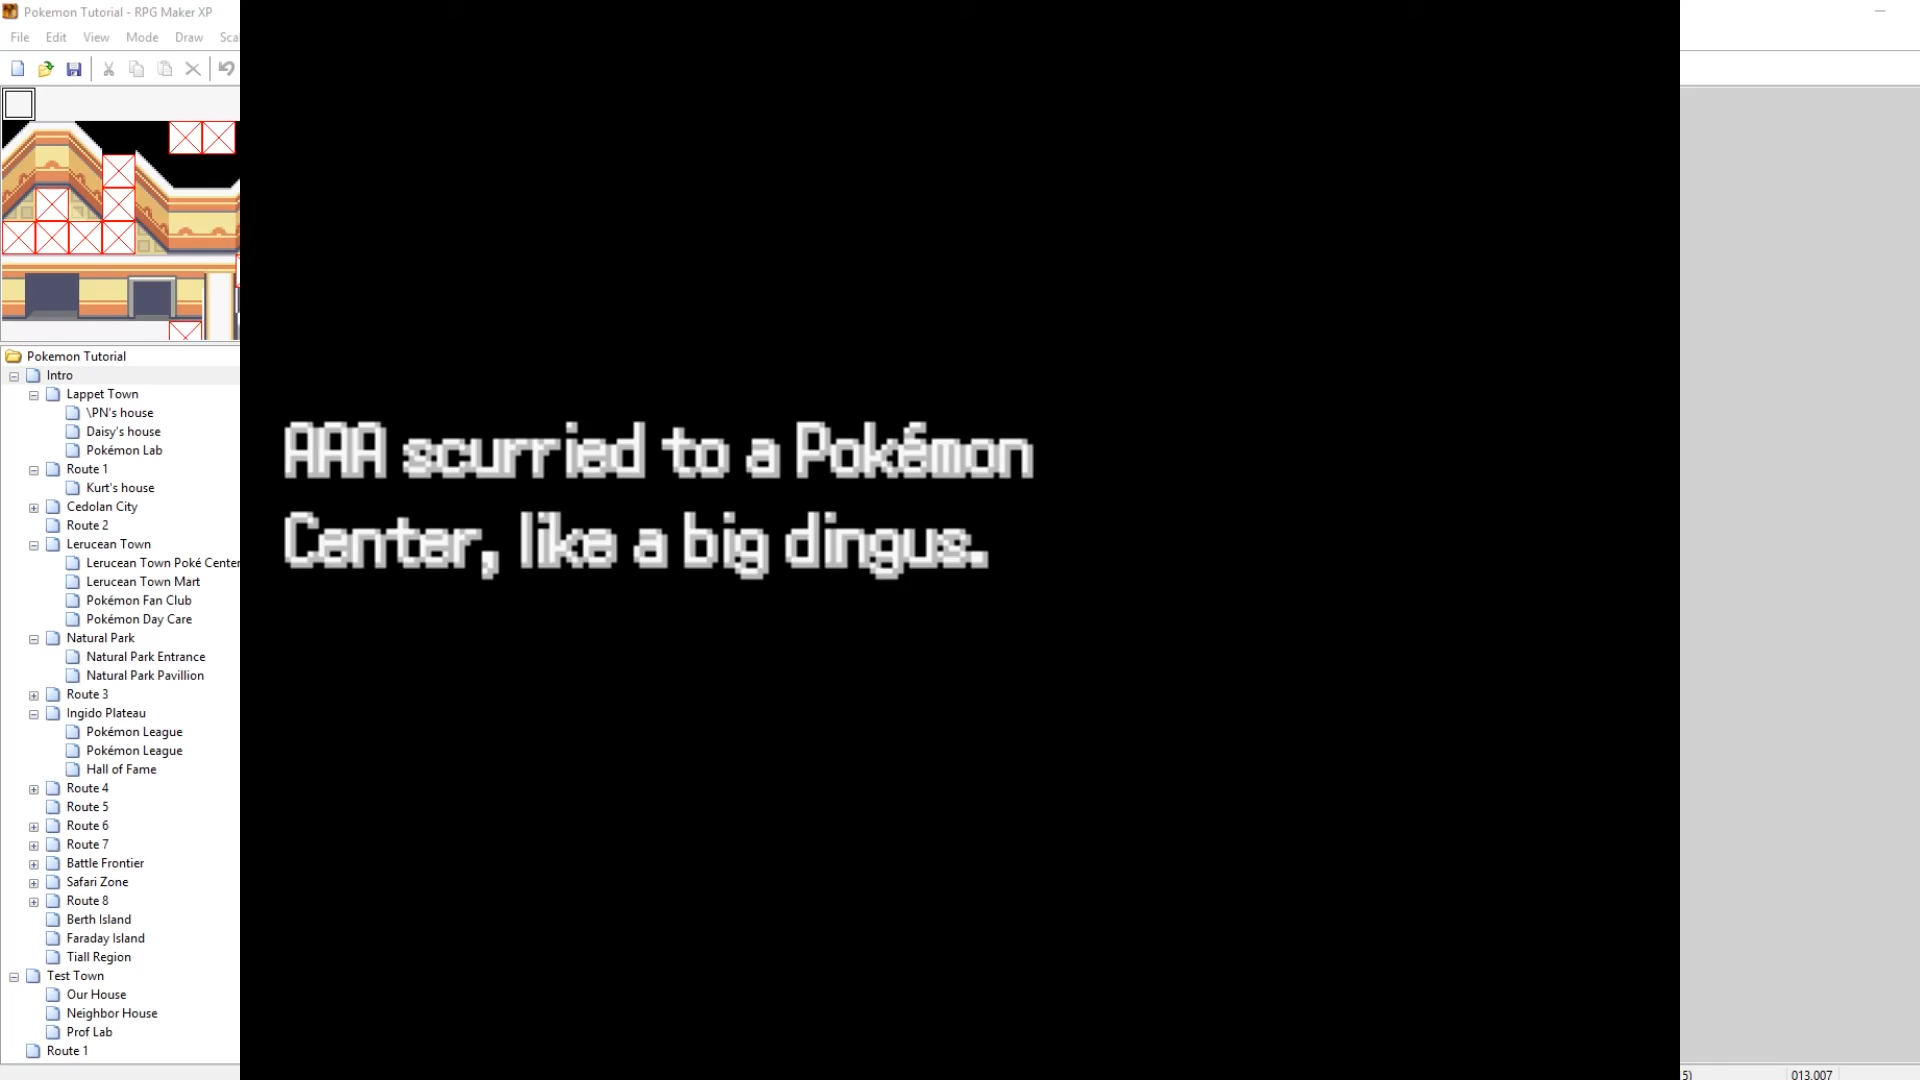 Pokemon Tutorial - RPG Maker XP
File Edit View Mode Draw
AAA scurried to a Pokémon
Center, like a big dingus.
Pokemon Tutorial
Intro
Lappet Town
\PN's house
Daisy's house
Pokémon Lab
Route 1
Kurt's house
Cedolan City
Route 2
Lerucean Town
Lerucean Town Poké Center
Lerucean Town Mart
Pokémon Fan Club
Pokémon Day Care
Natural Park
Natural Park Entrance
Natural Park Pavillion
Route 3
Ingido Plateau
Pokémon League
Pokémon League
Hall of Fame
Route 4
Route 5
Route 6
Route 7
Battle Frontier
Safari Zone
Route 8
Berth Island
Faraday Island
Tiall Region
Test Town
Our House
Neighbor House
Prof Lab
Route 1
5) 013.007